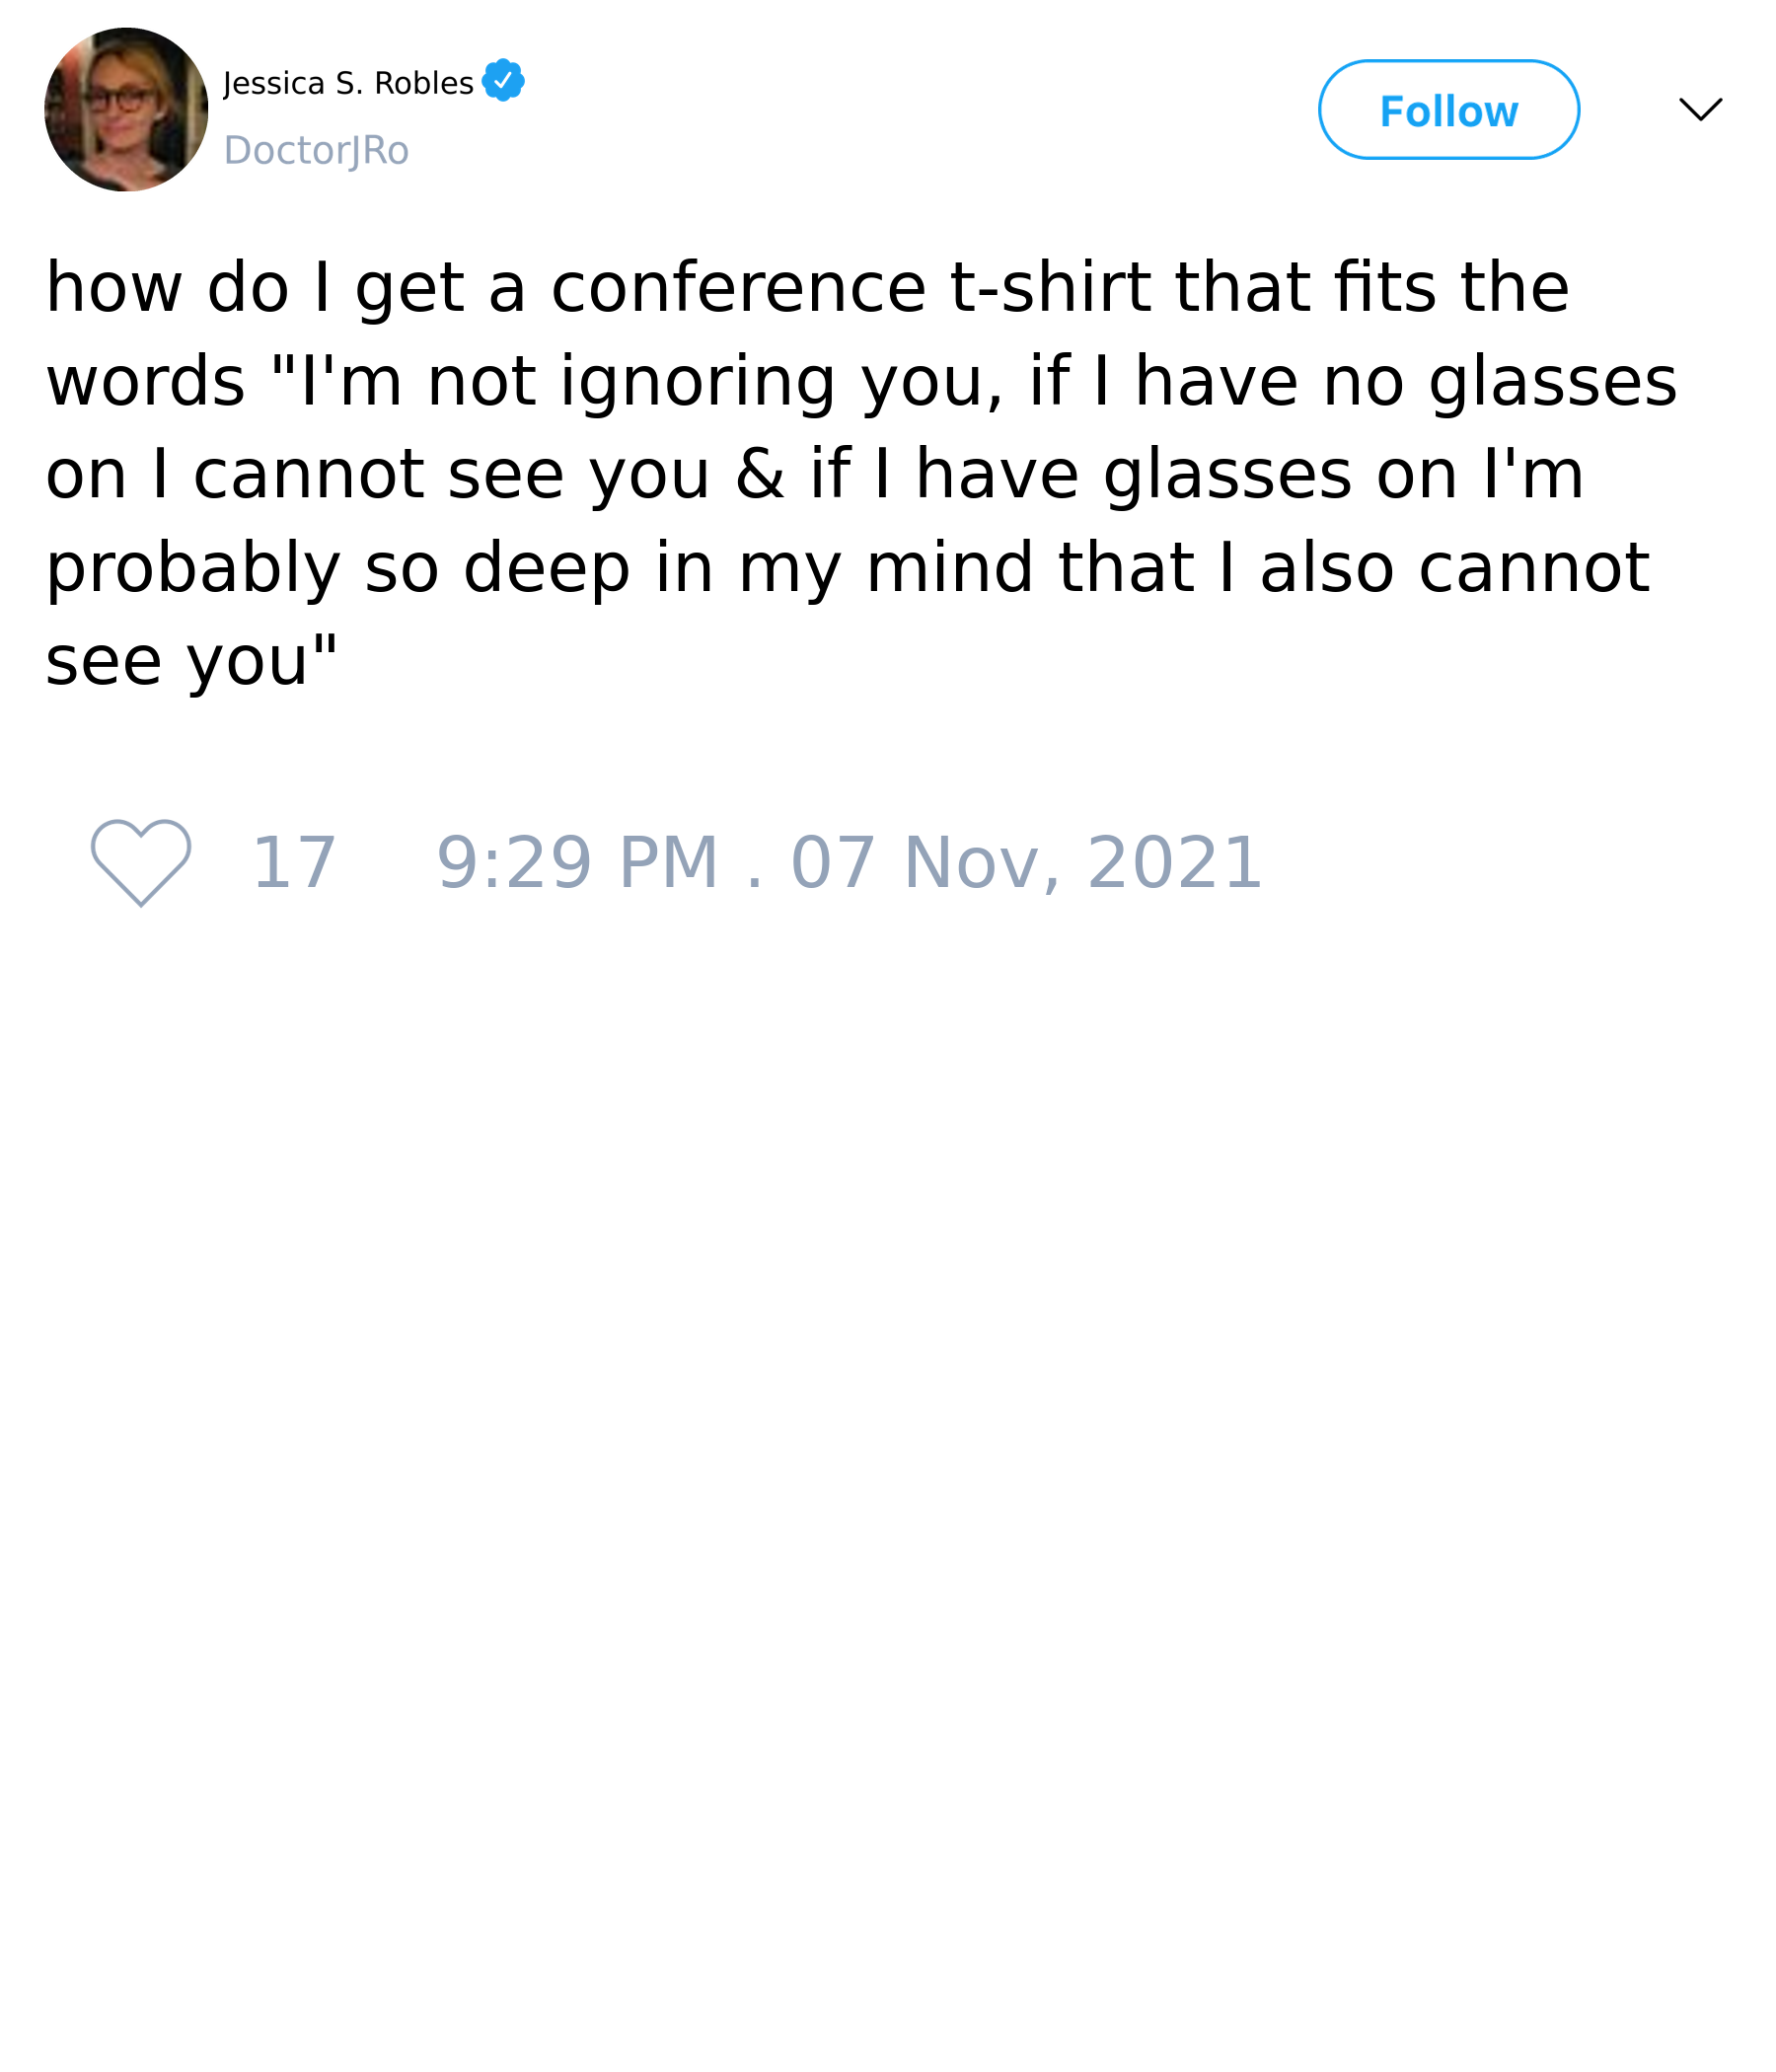 Jessica S. Robles
DoctorJRo
Follow
how do I get a conference t-shirt that fits the
words "I'm not ignoring you, if I have no glasses
on I cannot see you & if I have glasses on I'm
probably so deep in my mind that I also cannot
see you"
17 9:29 PM . 07 Nov, 2021